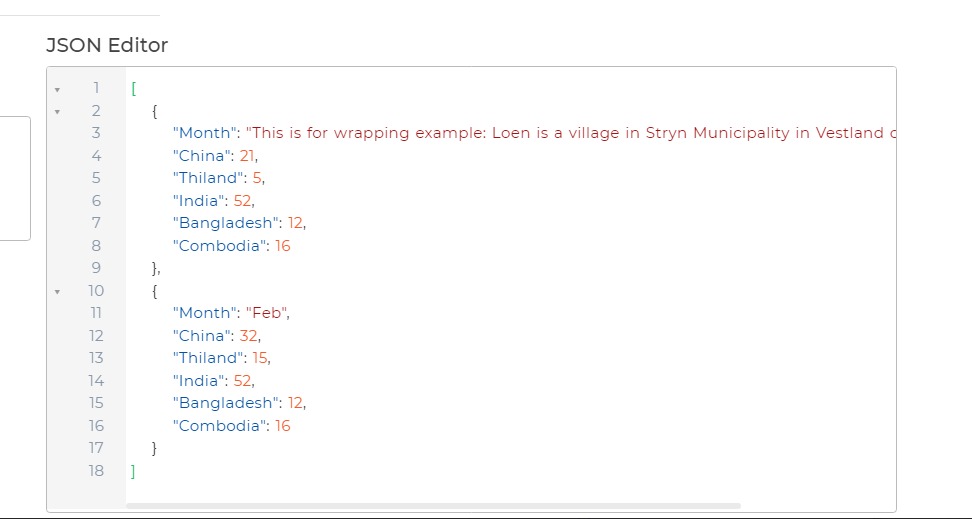 JSON Editor
1 [
2 {
3 "Month": "This is for wrapping example: Loen is a village in Stryn Municipality in Vestland
4 "China": 21,
5 "Thiland": 5,
6 "India": 52,
7 "Bangladesh": 12,
8 "Combodia": 16
9 },
10 {
11 "Month": "Feb",
12 "China": 32,
13 "Thiland": 15,
14 "India": 52,
15 "Bangladesh": 12,
16 "Combodia": 16
17 }
18 ]